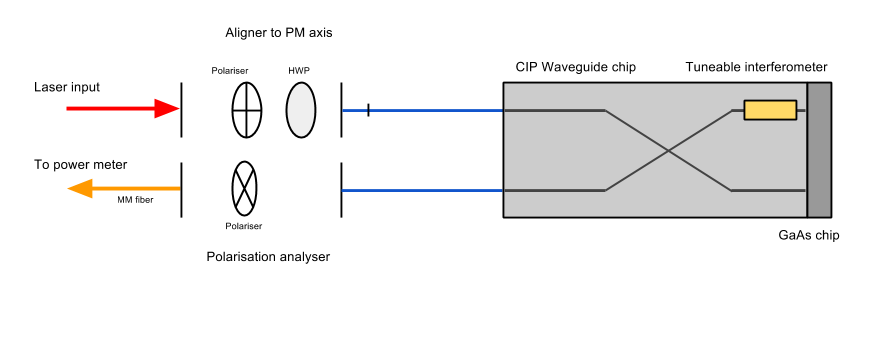 Aligner to PM axis
Polariser
HWP
CIP Waveguide chip
Tuneable interferometer
Laser input
To power meter
MM fiber
Polariser
GaAs chip
Polarisation analyser